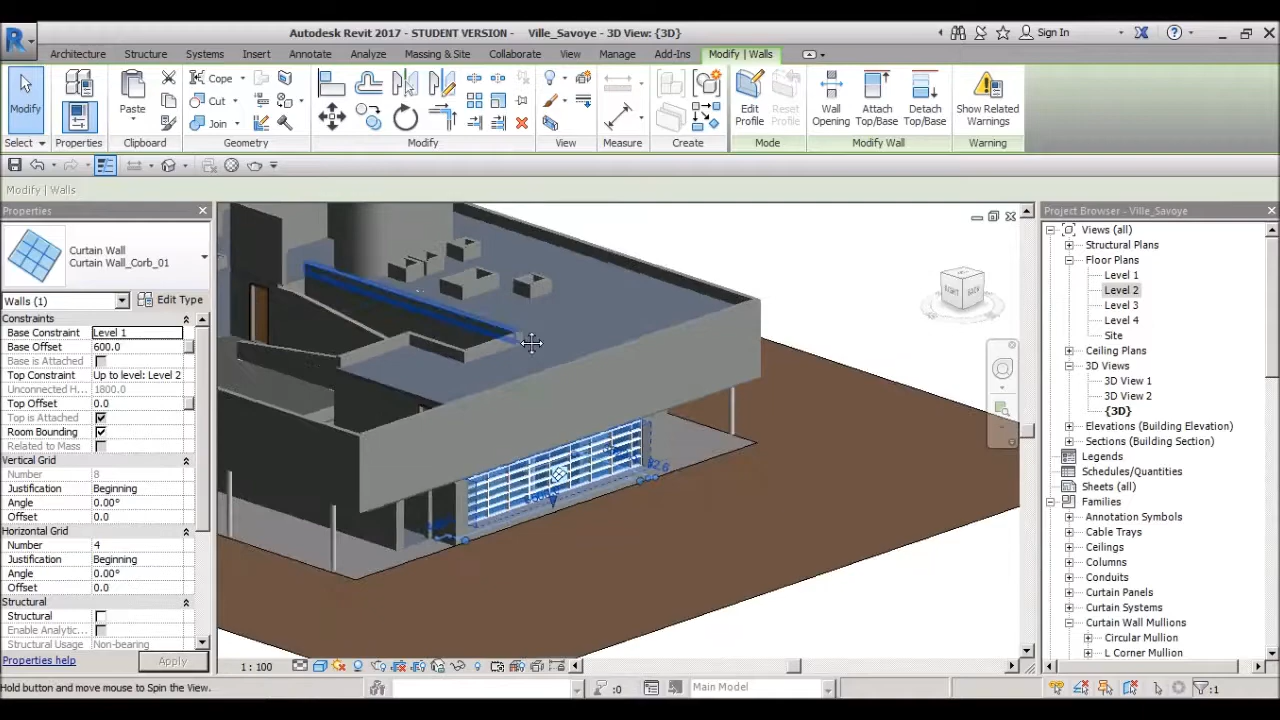 Autodesk Revit 2017 - STUDENT VERSION - Ville_Savoye - 3D View: {3D}
Sign In
Architecture Structure Systems Insert Annotate Analyze Massing & Site Collaborate View Manage Add-Ins Modify | Walls
Modify
Paste
Cope
Cut
Join
Edit Profile
Reset Profile
Wall Opening
Attach Top/Base
Detach Top/Base
Show Related Warnings
Select Properties Clipboard Geometry Modify View Measure Create Mode Modify Wall Warning
Modify | Walls
Properties
Curtain Wall
Curtain Wall_Corb_01
Walls (1)
Edit Type
Constraints
Base Constraint Level 1
Base Offset 600.0
Base is Attached
Top Constraint Up to level: Level 2
Unconnected H... 1800.0
Top Offset 0.0
Top is Attached
Room Bounding
Related to Mass
Vertical Grid
Number 8
Justification Beginning
Angle 0.00°
Offset 0.0
Horizontal Grid
Number 4
Justification Beginning
Angle 0.00°
Offset 0.0
Structural
Structural
Enable Analytic...
Structural Usage Non-bearing
Properties help
Apply
RIGHT BACK
1 : 100
Project Browser - Ville_Savoye
Views (all)
Structural Plans
Floor Plans
Level 1
Level 2
Level 3
Level 4
Site
Ceiling Plans
3D Views
3D View 1
3D View 2
{3D}
Elevations (Building Elevation)
Sections (Building Section)
Legends
Schedules/Quantities
Sheets (all)
Families
Annotation Symbols
Cable Trays
Ceilings
Columns
Conduits
Curtain Panels
Curtain Systems
Curtain Wall Mullions
Circular Mullion
L Corner Mullion
Hold button and move mouse to Spin the View.
:0
Main Model
:1